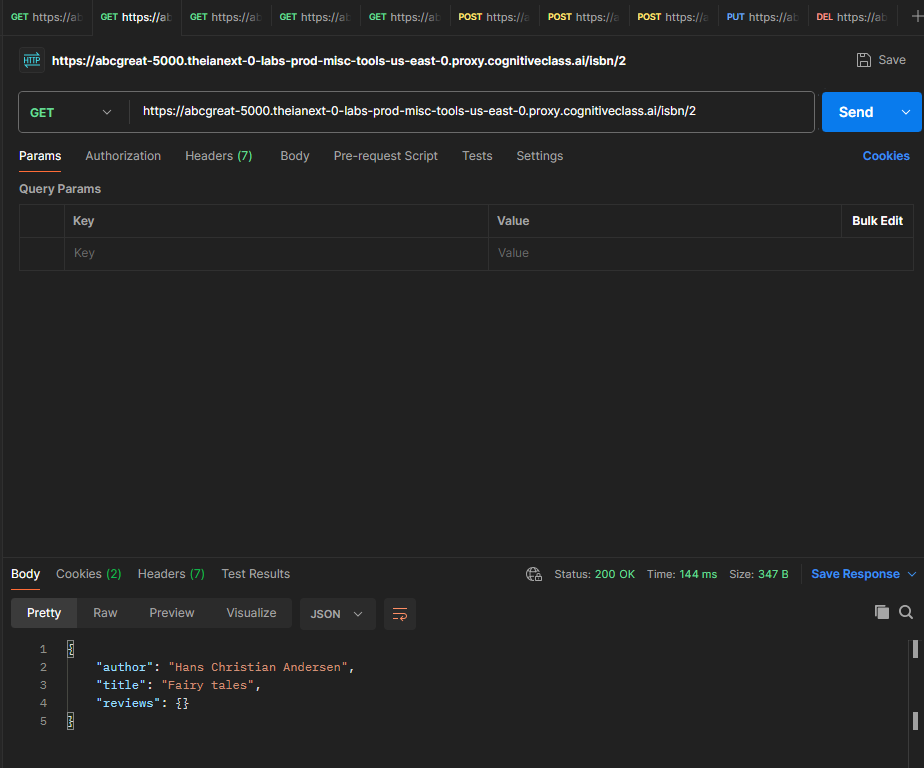 GET https://ab GET https://ab GET https://ab GET https://ab GET https://ab POST https://a POST https://a POST https://a PUT https://ab DEL https://ab +
HTTP https://abcgreat-5000.theianext-0-labs-prod-misc-tools-us-east-0.proxy.cognitiveclass.ai/isbn/2 Save
GET https://abcgreat-5000.theianext-0-labs-prod-misc-tools-us-east-0.proxy.cognitiveclass.ai/isbn/2 Send
Params Authorization Headers (7) Body Pre-request Script Tests Settings Cookies
Query Params
Key Value Bulk Edit
Key Value
Body Cookies (2) Headers (7) Test Results Status: 200 OK Time: 144 ms Size: 347 B Save Response
Pretty Raw Preview Visualize JSON
1 {
2 "author": "Hans Christian Andersen",
3 "title": "Fairy tales",
4 "reviews": {}
5 }